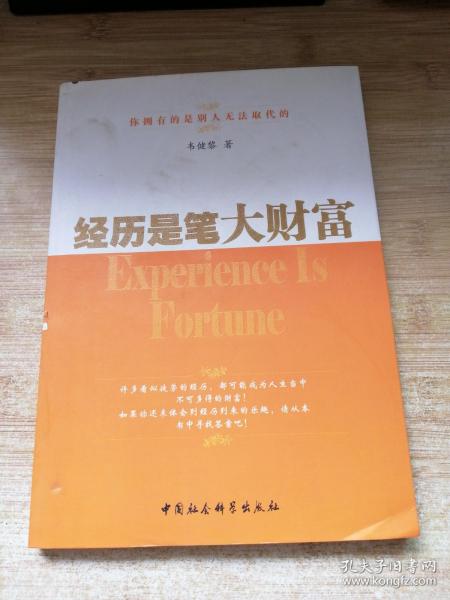 你拥有的是别人无法取代的
韦健黎 著
经历是笔大财富
Experience Is
Fortune
许多看似徒劳的经历，都可能成为人生当中
不可多得的财富！
如果你还未体会到经历到来的乐趣，请从本
书中寻找答案吧！
中国社会科学出版社
孔夫子旧书网
www.kongfz.com